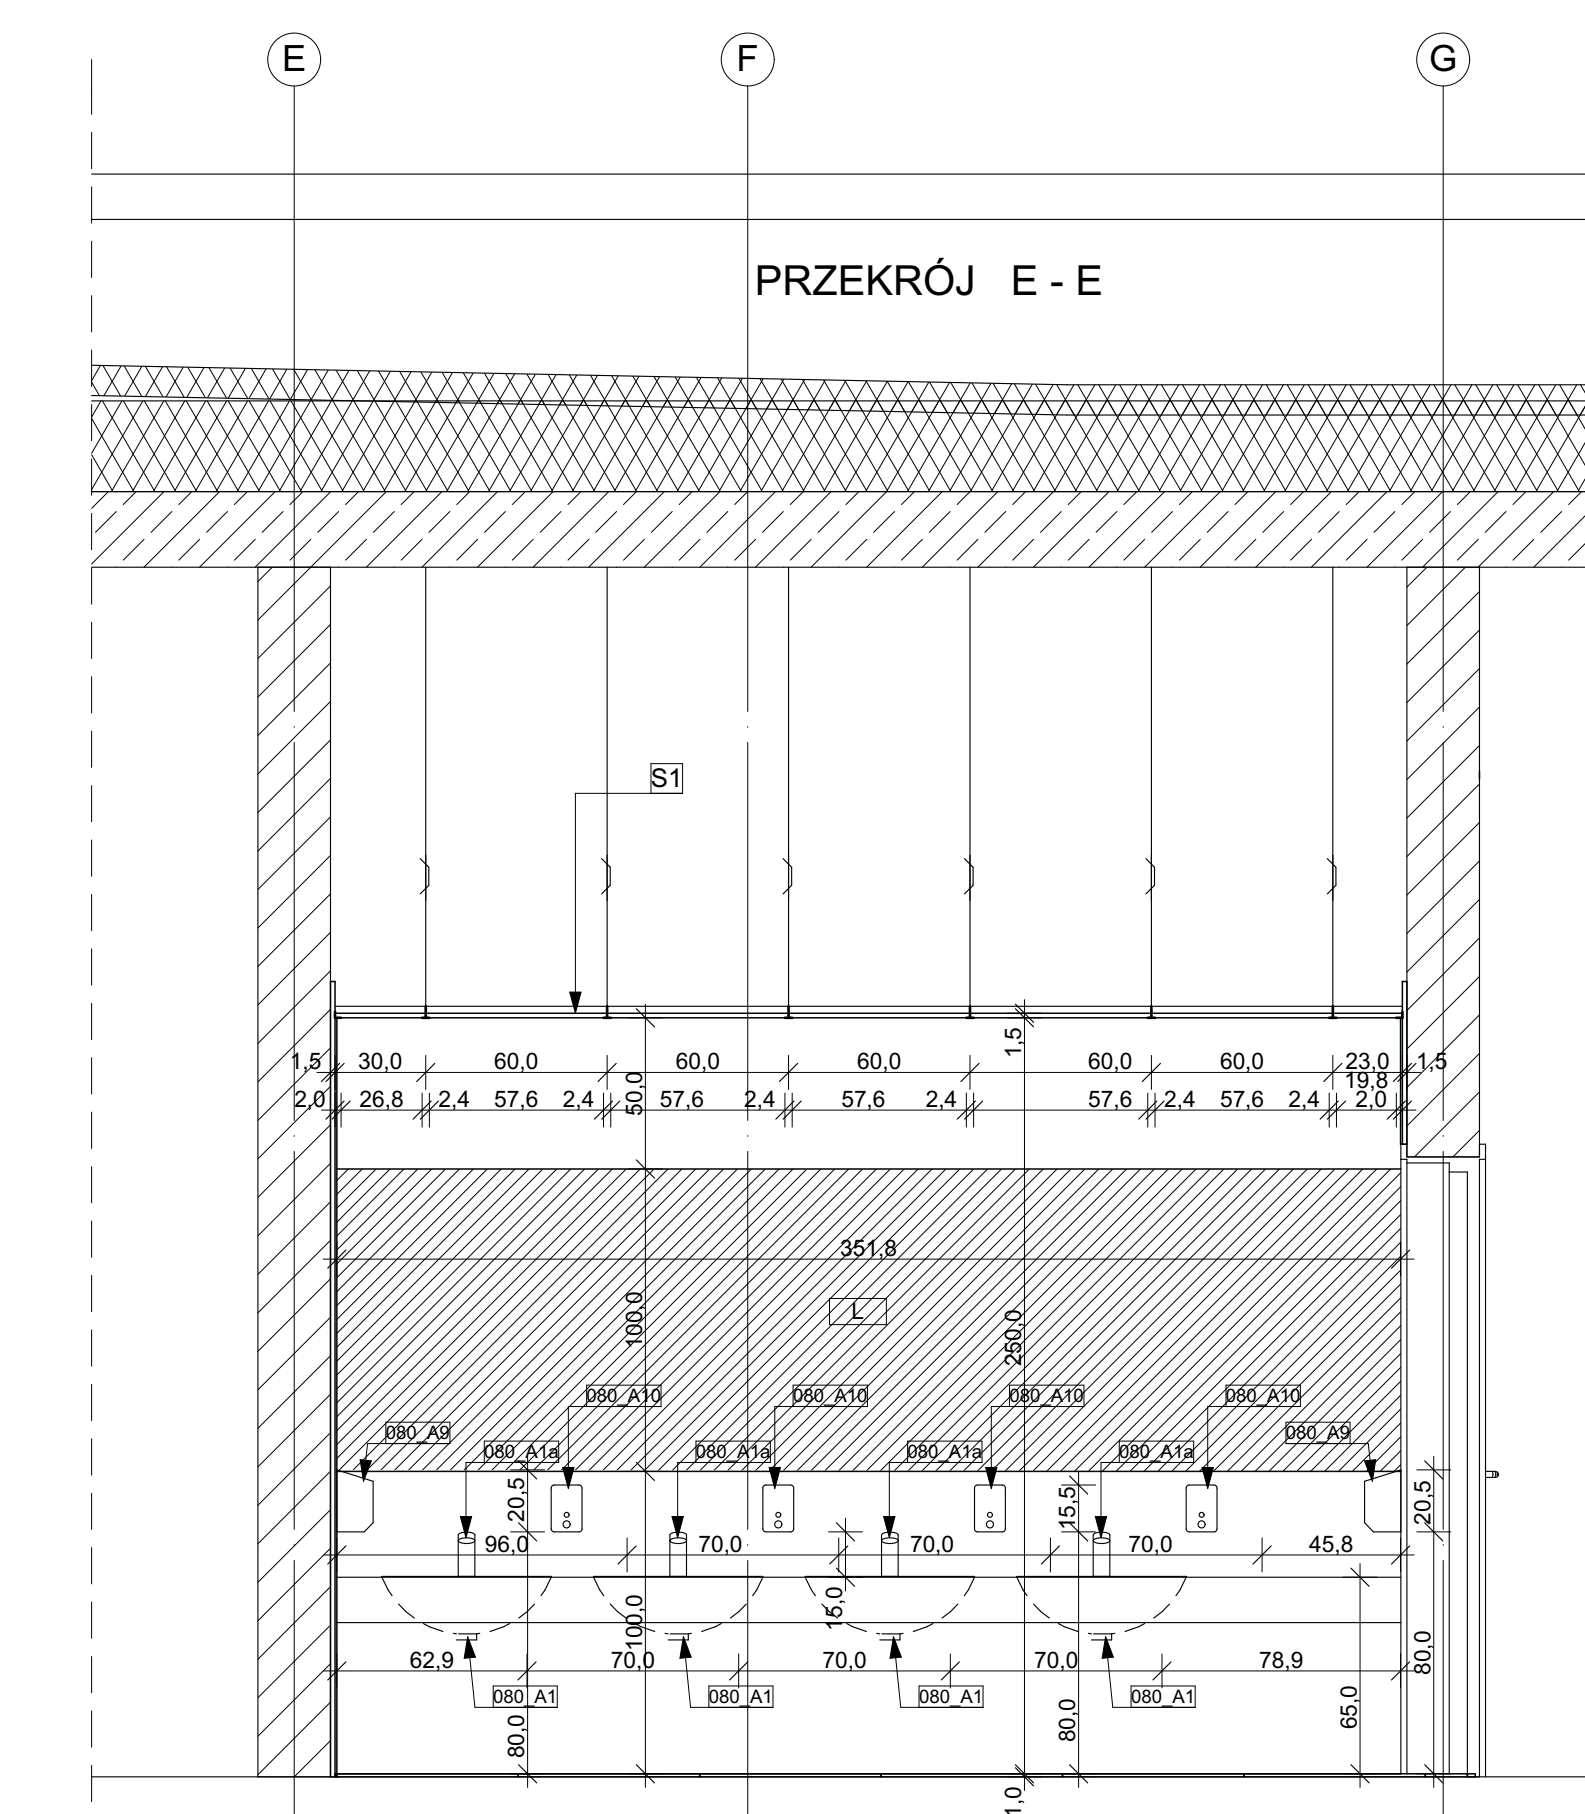 E F G
PRZEKRÓJ E - E
S1
1,5
1,5 30,0 60,0 60,0 60,0 60,0 60,0 23,0 1,5
19,8
50,0
2,0 26,8 2,4 57,6 2,4 57,6 2,4 57,6 2,4 57,6 2,4 57,6 2,4 2,0
351,8
100,0 L 250,0
080_A10 080_A10 080_A10 080_A10
080_A9 080_A9
080_A1a 080_A1a 080_A1a 080_A1a
20,5 15,5 20,5
96,0 70,0 70,0 70,0 45,8
100,0 15,0
62,9 70,0 70,0 70,0 78,9
80,0
080_A1 080_A1 080_A1 080_A1
65,0
80,0 80,0
1,0